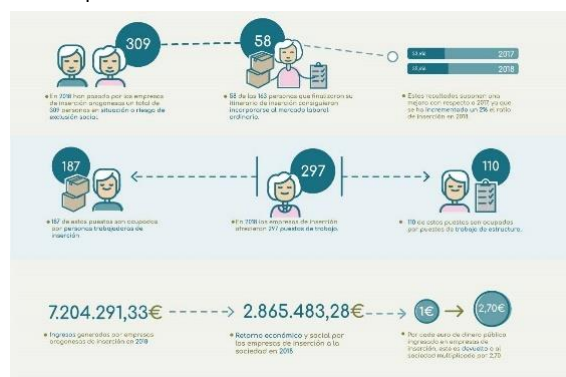 309
58
2017
2018
• En 2018 han pasado por las empresas
de inserción aragonesas un total de
309 personas en situación o riesgo de
exclusión social.
• 58 de las 163 personas que finalizaron su
itinerario de inserción consiguieron
incorporarse al mercado laboral
ordinario.
• Estos resultados suponen una
mejora con respecto a 2017 ya que
se ha incrementado un 2% el ratio
de inserción en 2018
187
297
110
• 187 de estos puestos son ocupados
por personas trabajadoras de
inserción.
• En 2018 las empresas de inserción
ofrecieron 297 puestos de trabajo.
• 110 de estos puestos son ocupados
por puestos de trabajo de estructura.
7.204.291,33€
2.865.483,28€
1€
2,70€
• Ingresos generados por empresas
aragonesas de inserción en 2018
• Retorno económico y social por
las empresas de inserción a la
sociedad en 2018
• Por cada euro de dinero público
ingresado en empresas de
inserción, este es devuelto a la
sociedad multiplicado por 2,70